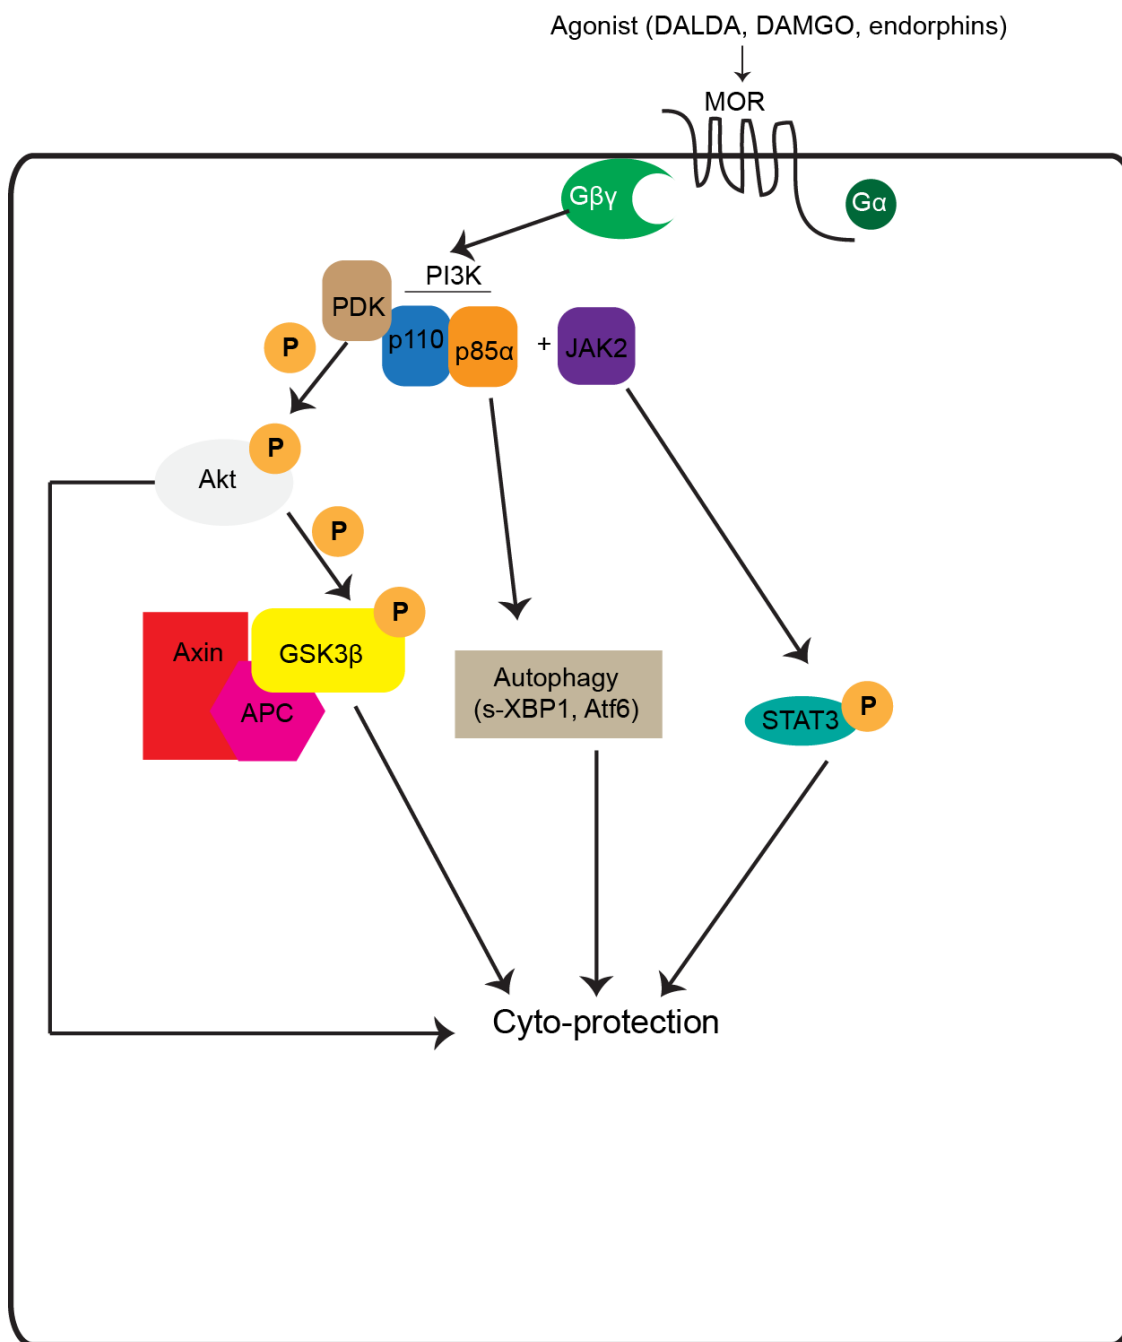 Agonist (DALDA, DAMGO, endorphins)
MOR
Gβγ
Gα
PI3K
PDK
p110
p85α
+
JAK2
P
P
Akt
P
P
GSK3β
Axin
APC
Autophagy
(s-XBP1, Atf6)
P
STAT3
Cyto-protection